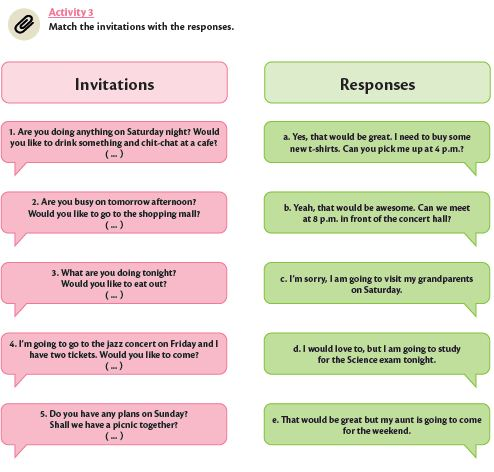 Activity 3
Match the invitations with the responses.
Invitations
Responses
1. Are you doing anything on Saturday night? Would
you like to drink something and chit-chat at a cafe?
( ... )
a. Yes, that would be great. I need to buy some
new t-shirts. Can you pick me up at 4 p.m.?
2. Are you busy on tomorrow afternoon?
Would you like to go to the shopping mall?
( ... )
b. Yeah, that would be awesome. Can we meet
at 8 p.m. in front of the concert hall?
3. What are you doing tonight?
Would you like to eat out?
( ... )
c. I'm sorry, I am going to visit my grandparents
on Saturday.
4. I'm going to go to the jazz concert on Friday and I
have two tickets. Would you like to come?
( ... )
d. I would love to, but I am going to study
for the Science exam tonight.
5. Do you have any plans on Sunday?
Shall we have a picnic together?
( ... )
e. That would be great but my aunt is going to come
for the weekend.